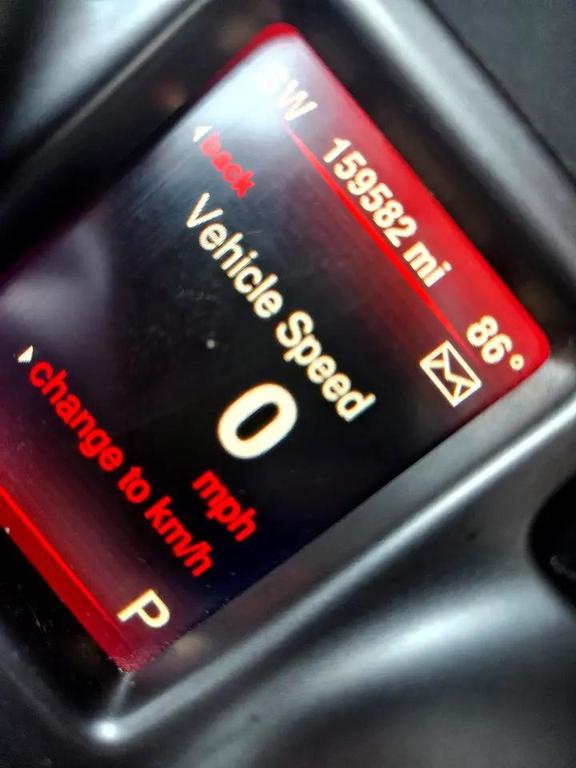 SW 159582 mi 86°
back
Vehicle Speed
0
mph
change to km/h
P